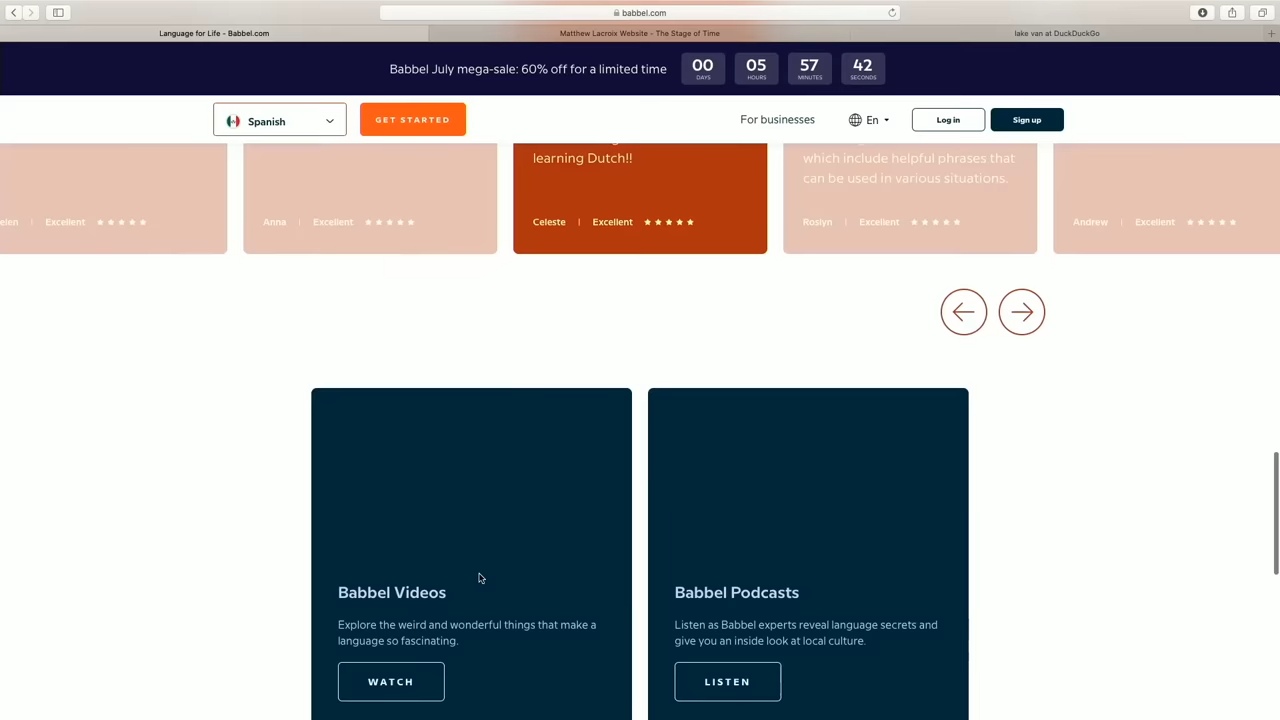 babbel.com
Language for Life - Babbel.com
Matthew Lacroix Website - The Stage of Time
lake van at DuckDuckGo
Babbel July mega-sale: 60% off for a limited time
00 05 57 42
DAYS HOURS MINUTES SECONDS
Spanish
GET STARTED
For businesses
En
Log in
Sign up
learning Dutch!!
which include helpful phrases that
can be used in various situations.
elen | Excellent
Anna | Excellent
Celeste | Excellent
Roslyn | Excellent
Andrew | Excellent
Babbel Videos
Explore the weird and wonderful things that make a
language so fascinating.
WATCH
Babbel Podcasts
Listen as Babbel experts reveal language secrets and
give you an inside look at local culture.
LISTEN